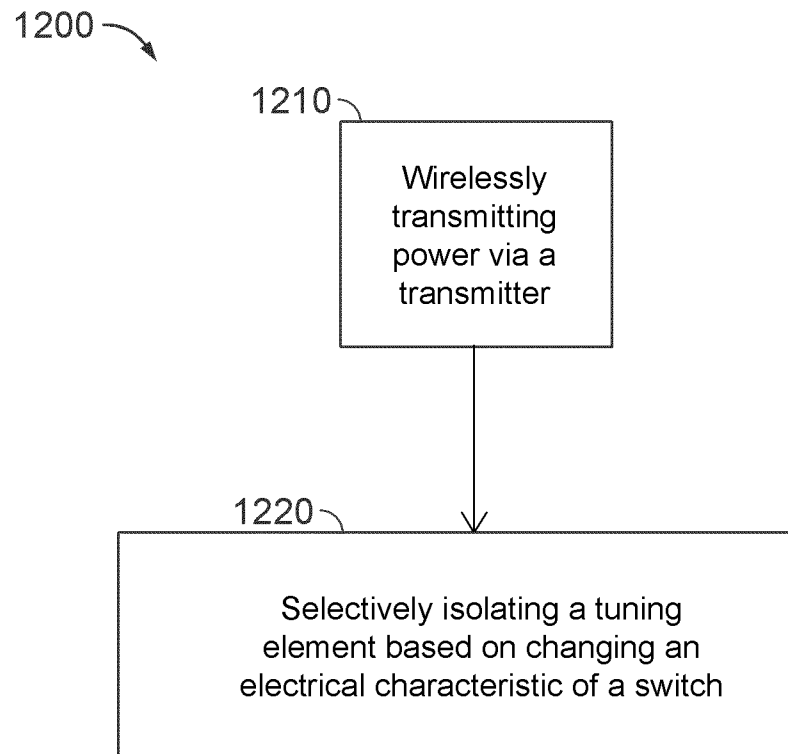 1200
1210
Wirelessly
transmitting
power via a
transmitter
1220
Selectively isolating a tuning
element based on changing an
electrical characteristic of a switch